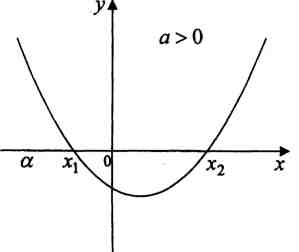 y
a > 0
α x₁ 0 x₂ x